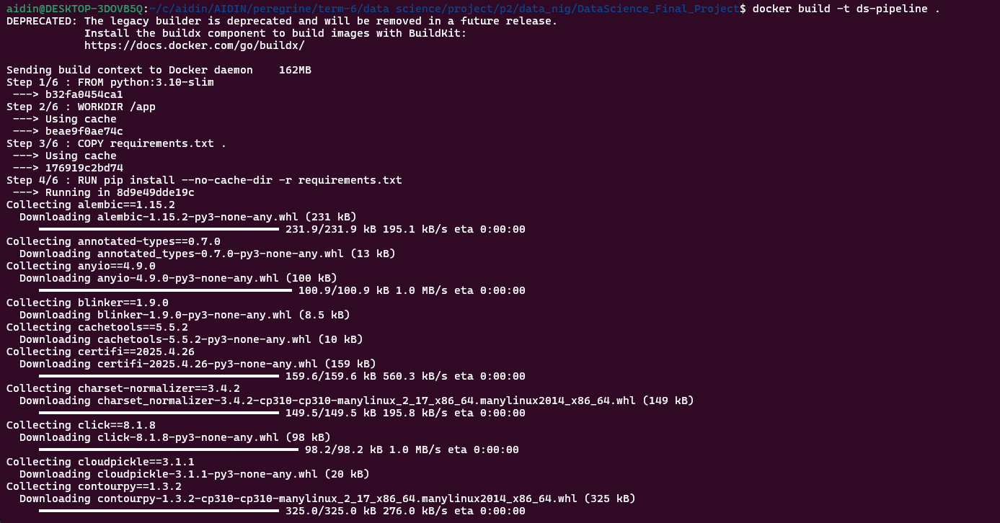 aidin@DESKTOP-3DOVB5Q:~/c/aidin/AIDIN/peregrine/term-6/data science/project/p2/data_nig/DataScience_Final_Project$ docker build -t ds-pipeline .
DEPRECATED: The legacy builder is deprecated and will be removed in a future release.
            Install the buildx component to build images with BuildKit:
            https://docs.docker.com/go/buildx/

Sending build context to Docker daemon    162MB
Step 1/6 : FROM python:3.10-slim
 ---> b32fa0454ca1
Step 2/6 : WORKDIR /app
 ---> Using cache
 ---> beae9f0ae74c
Step 3/6 : COPY requirements.txt .
 ---> Using cache
 ---> 176919c2bd74
Step 4/6 : RUN pip install --no-cache-dir -r requirements.txt
 ---> Running in 8d9e49dde19c
Collecting alembic==1.15.2
  Downloading alembic-1.15.2-py3-none-any.whl (231 kB)
     231.9/231.9 kB 195.1 kB/s eta 0:00:00
Collecting annotated-types==0.7.0
  Downloading annotated_types-0.7.0-py3-none-any.whl (13 kB)
Collecting anyio==4.9.0
  Downloading anyio-4.9.0-py3-none-any.whl (100 kB)
     100.9/100.9 kB 1.0 MB/s eta 0:00:00
Collecting blinker==1.9.0
  Downloading blinker-1.9.0-py3-none-any.whl (8.5 kB)
Collecting cachetools==5.5.2
  Downloading cachetools-5.5.2-py3-none-any.whl (10 kB)
Collecting certifi==2025.4.26
  Downloading certifi-2025.4.26-py3-none-any.whl (159 kB)
     159.6/159.6 kB 560.3 kB/s eta 0:00:00
Collecting charset-normalizer==3.4.2
  Downloading charset_normalizer-3.4.2-cp310-cp310-manylinux_2_17_x86_64.manylinux2014_x86_64.whl (149 kB)
     149.5/149.5 kB 195.8 kB/s eta 0:00:00
Collecting click==8.1.8
  Downloading click-8.1.8-py3-none-any.whl (98 kB)
     98.2/98.2 kB 1.0 MB/s eta 0:00:00
Collecting cloudpickle==3.1.1
  Downloading cloudpickle-3.1.1-py3-none-any.whl (20 kB)
Collecting contourpy==1.3.2
  Downloading contourpy-1.3.2-cp310-cp310-manylinux_2_17_x86_64.manylinux2014_x86_64.whl (325 kB)
     325.0/325.0 kB 276.0 kB/s eta 0:00:00